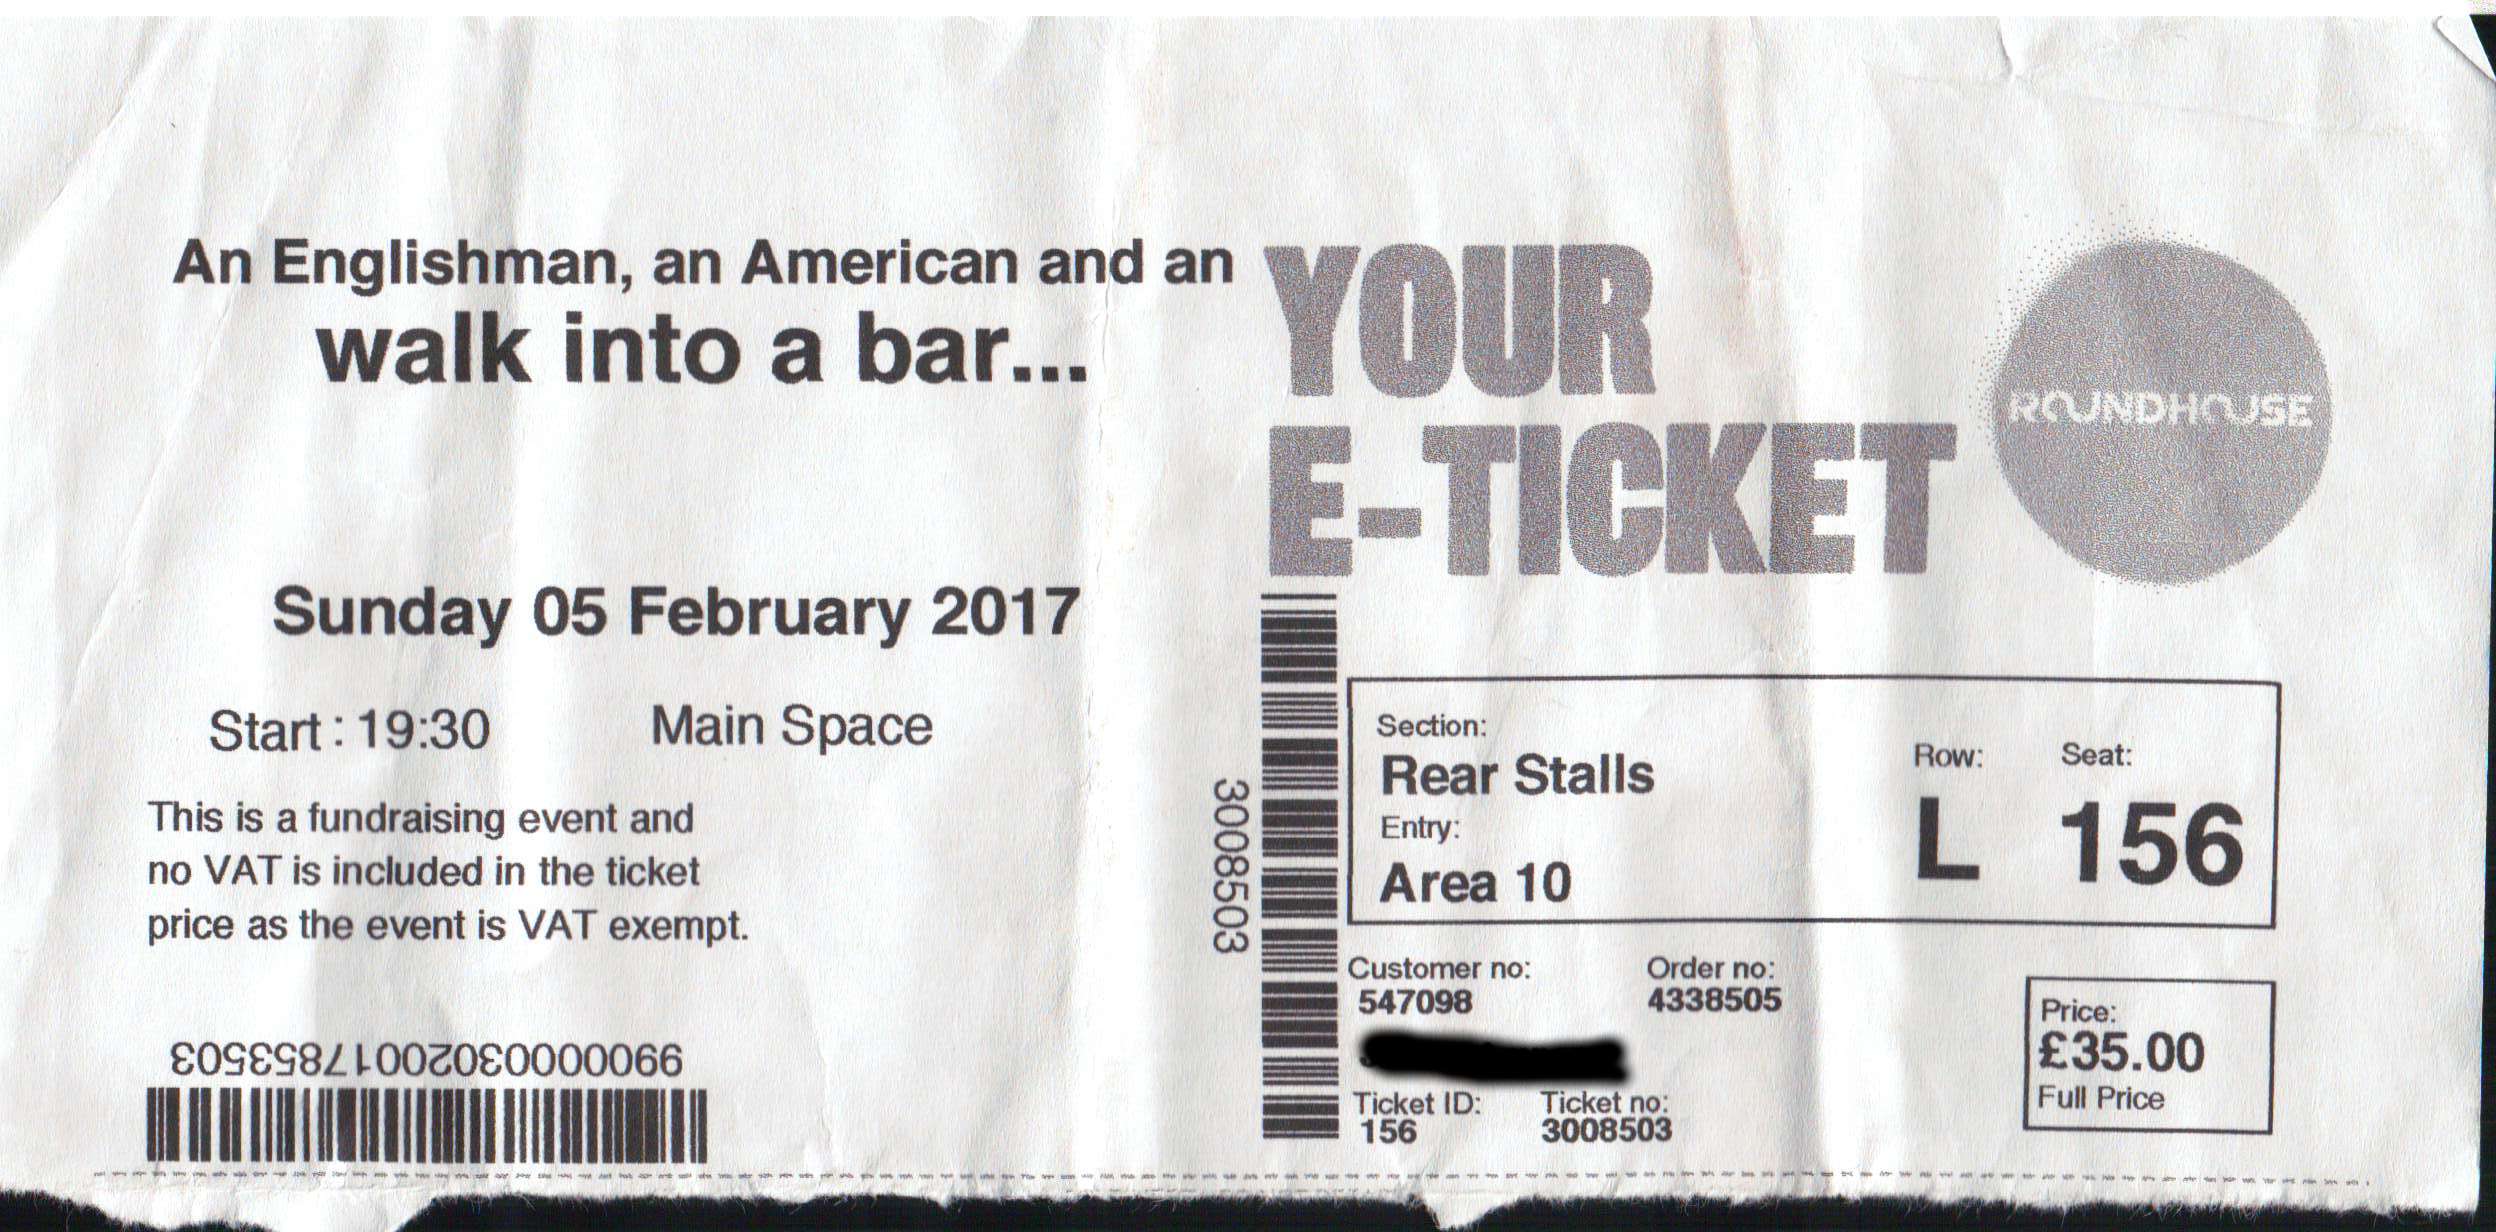 An Englishman, an American and an
walk into a bar...
Sunday 05 February 2017
Start : 19:30 Main Space
This is a fundraising event and
no VAT is included in the ticket
price as the event is VAT exempt.
99000000302001785353503
YOUR
E-TICKET
ROUNDHOUSE
3008503
Section:
Rear Stalls
Entry:
Area 10
Row: Seat:
L 156
Customer no: Order no:
547098 4338505
Ticket ID: Ticket no:
156 3008503
Price:
£35.00
Full Price